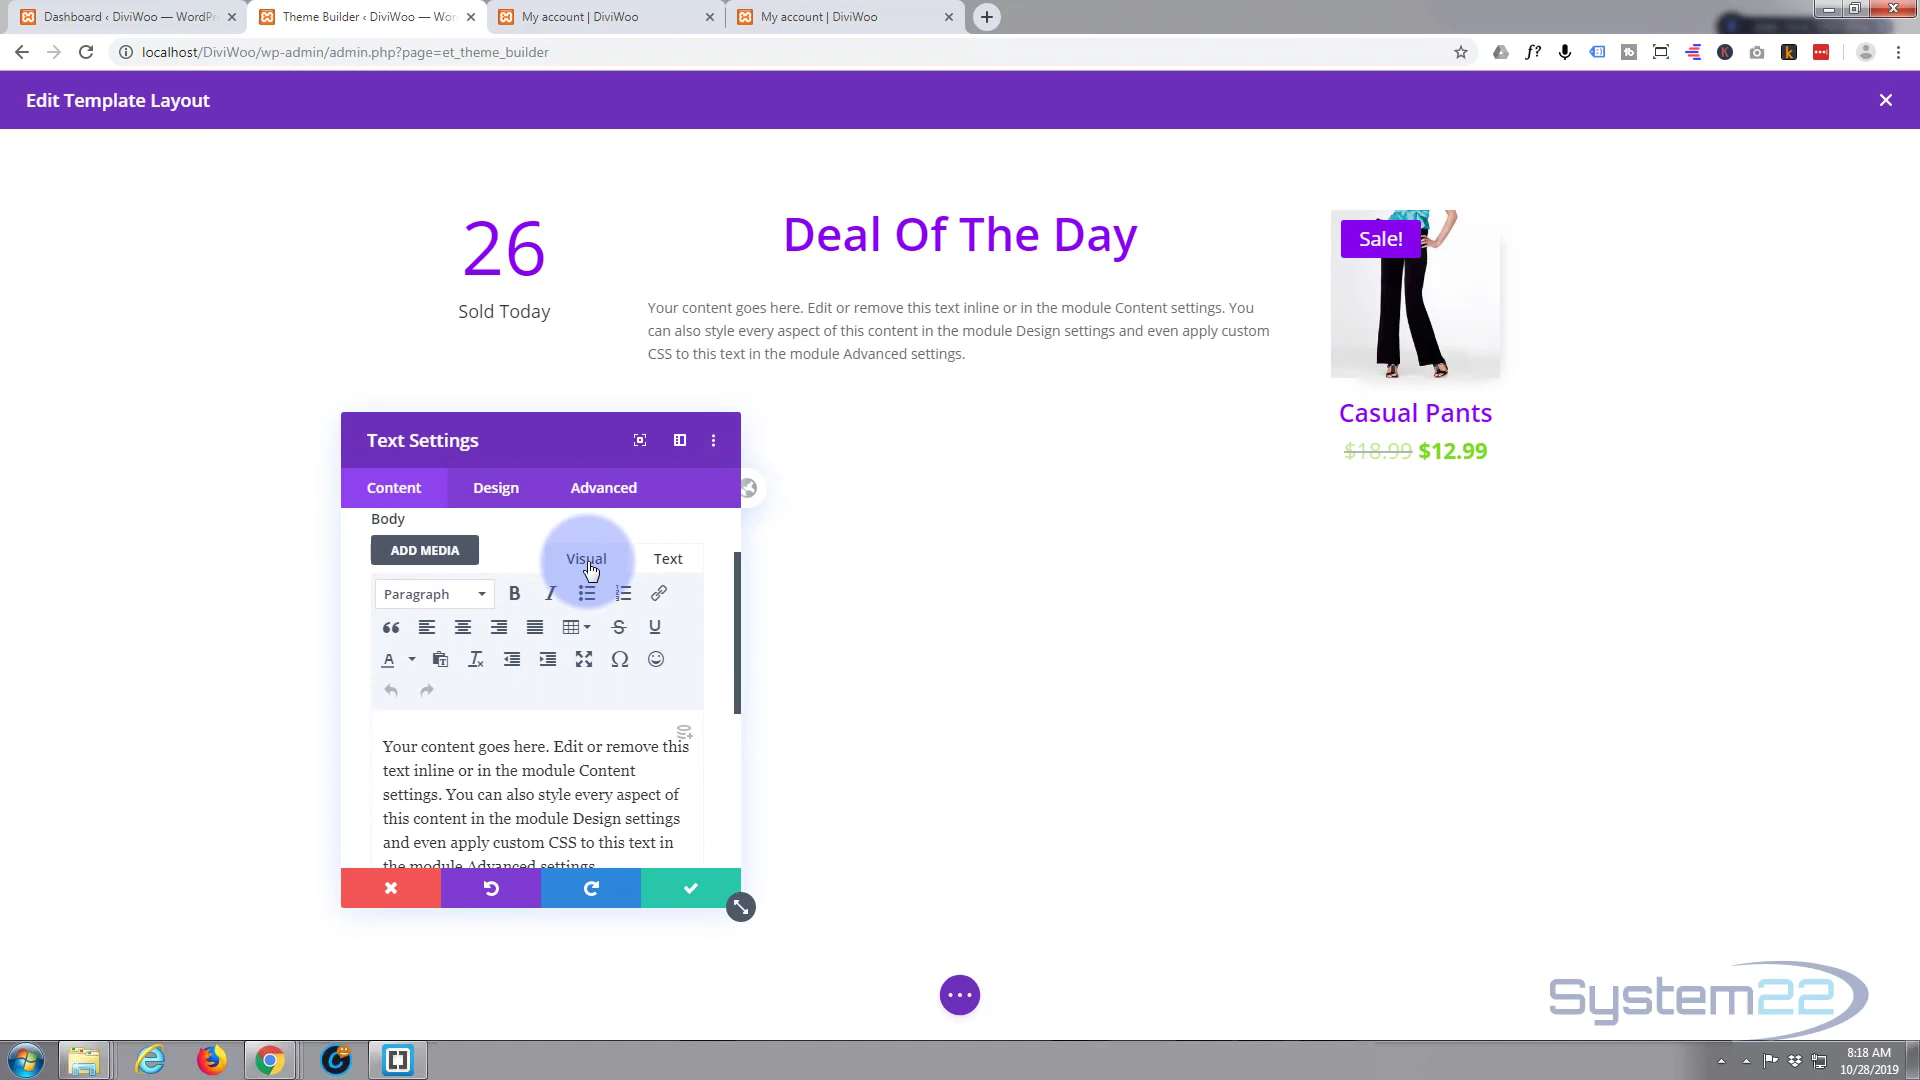 Dashboard ‹ DiviWoo — WordPr
Theme Builder ‹ DiviWoo — Wor
My account | DiviWoo
My account | DiviWoo
localhost/DiviWoo/wp-admin/admin.php?page=et_theme_builder
Edit Template Layout
26
Sold Today
Deal Of The Day
Your content goes here. Edit or remove this text inline or in the module Content settings. You
can also style every aspect of this content in the module Design settings and even apply custom
CSS to this text in the module Advanced settings.
Sale!
Casual Pants
$18.99 $12.99
Text Settings
Content
Design
Advanced
Body
ADD MEDIA
Visual
Text
Paragraph
Your content goes here. Edit or remove this
text inline or in the module Content
settings. You can also style every aspect of
this content in the module Design settings
and even apply custom CSS to this text in
the module Advanced settings.
System22
8:18 AM
10/28/2019